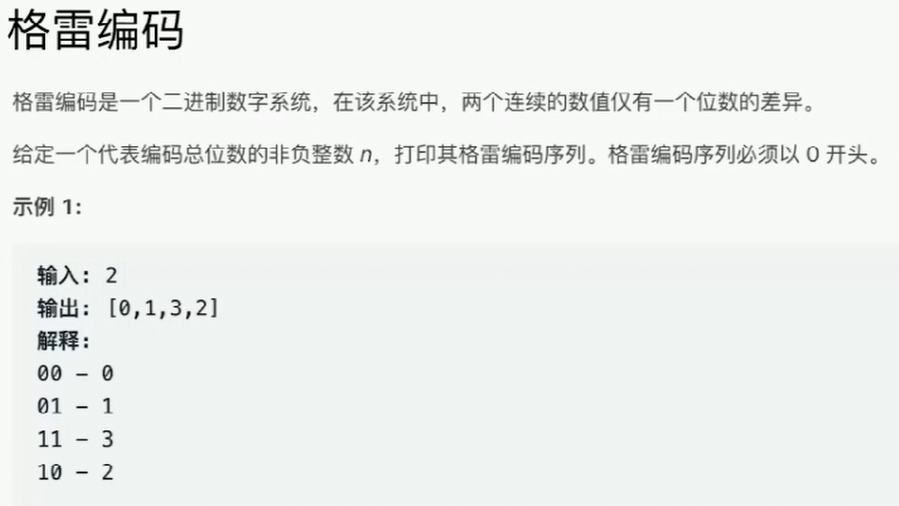 格雷编码
格雷编码是一个二进制数字系统，在该系统中，两个连续的数值仅有一个位数的差异。
给定一个代表编码总位数的非负整数 n，打印其格雷编码序列。格雷编码序列必须以 0 开头。
示例 1:
输入: 2
输出: [0,1,3,2]
解释:
00 - 0
01 - 1
11 - 3
10 - 2